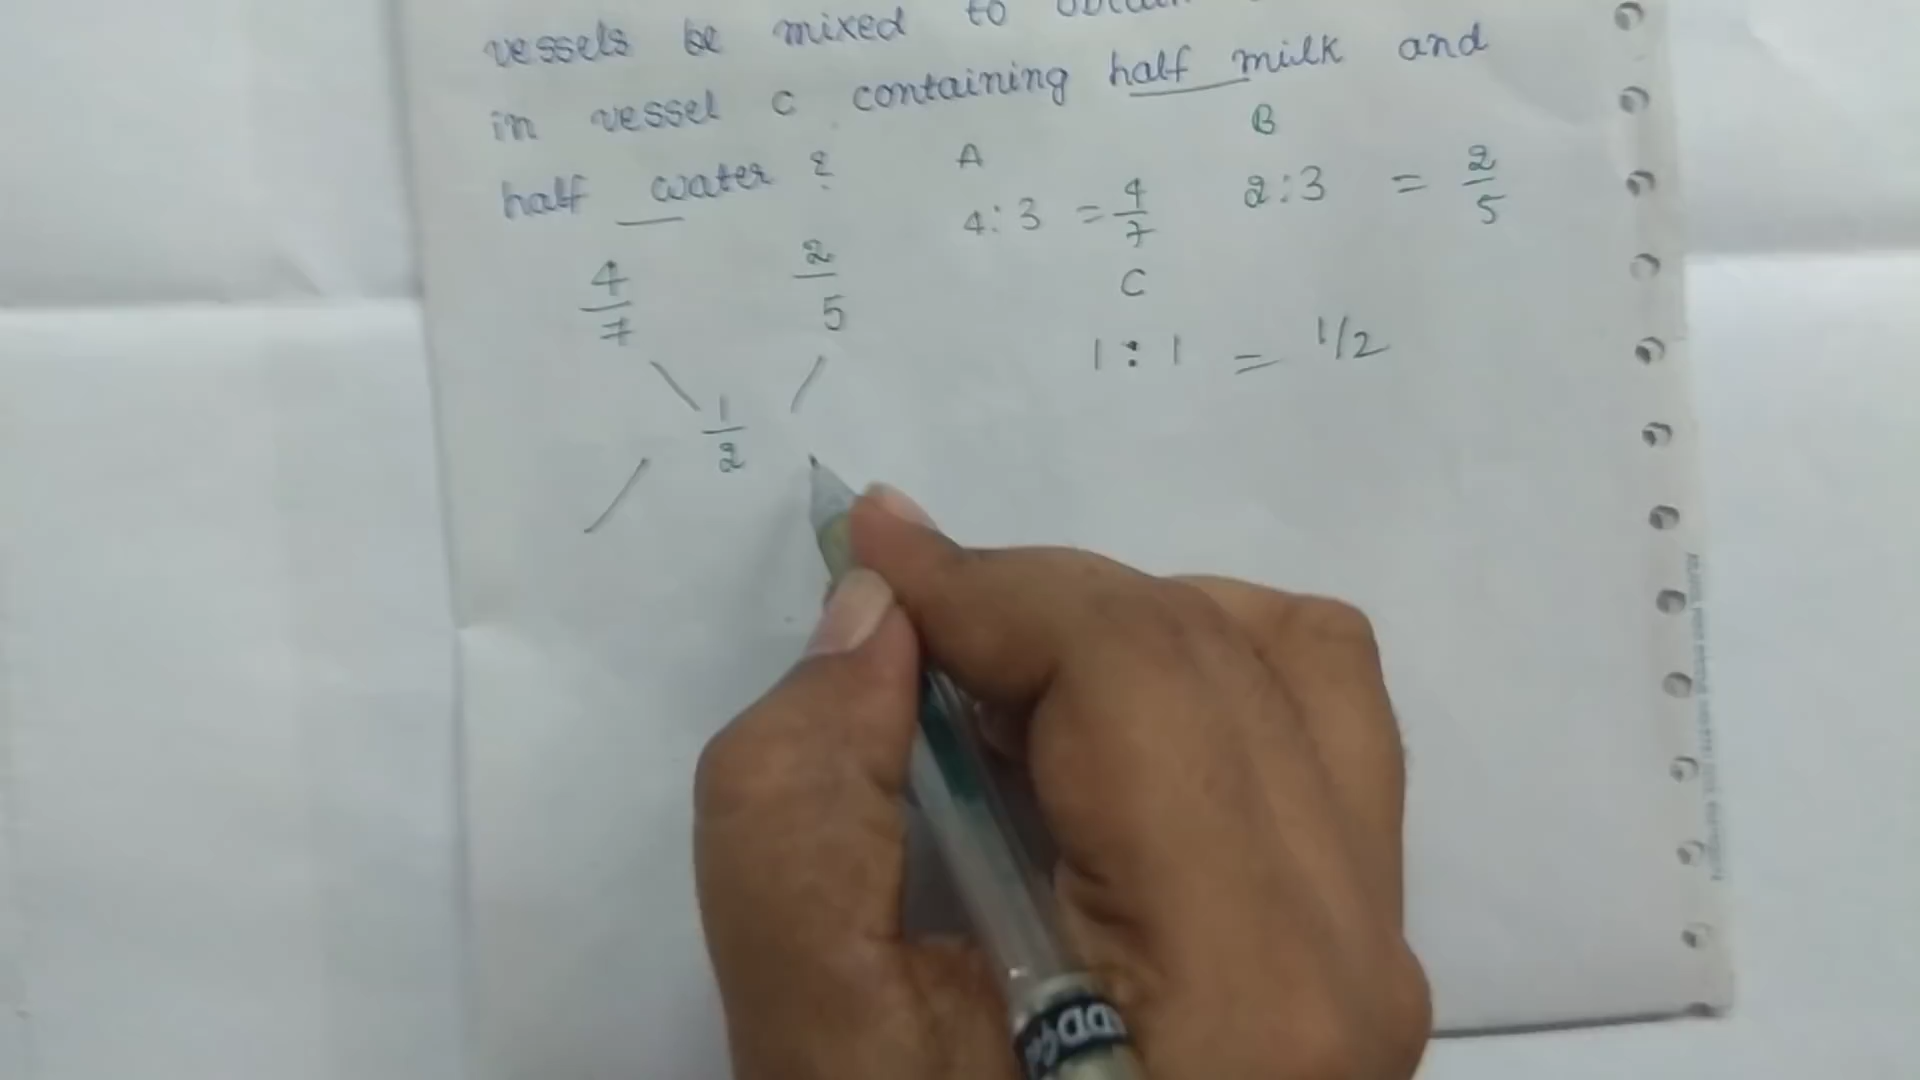 vessels be mixed to obtain
in vessel C containing half milk and
half water ?
A
B
4:3 = 4/7
2:3 = 2/5
4/7 2/5
C
1:1 = 1/2
1/2